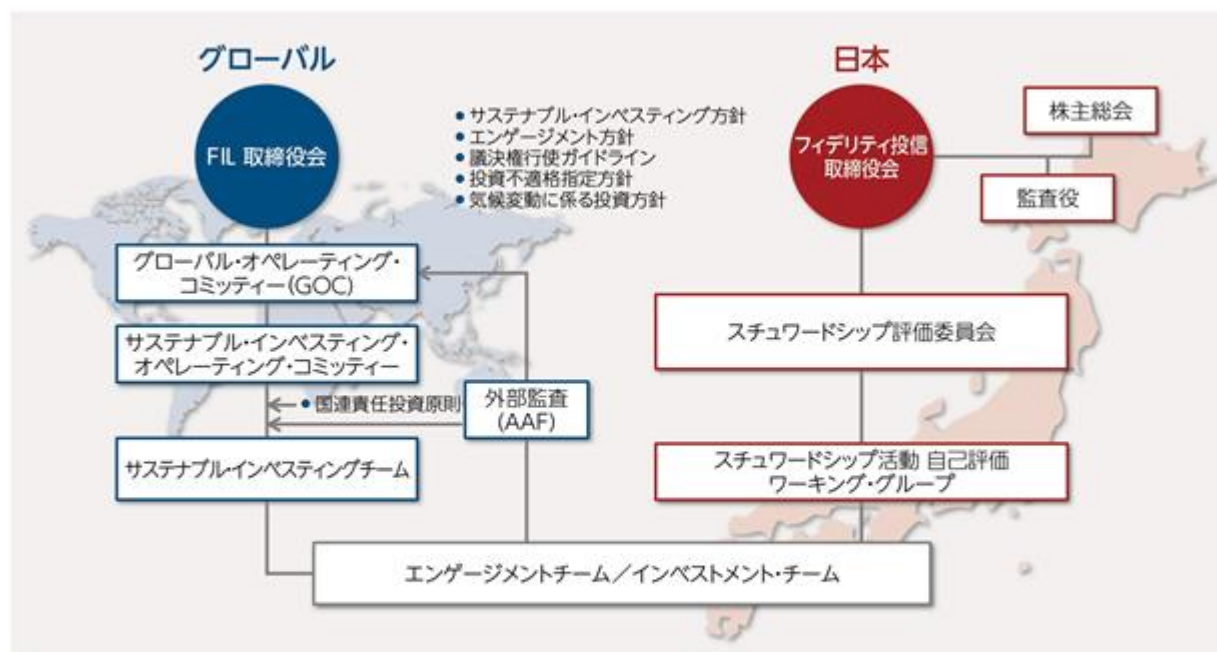 グローバル
FIL 取締役会
• サステナブル・インベスティング方針
• エンゲージメント方針
• 議決権行使ガイドライン
• 投資不適格指定方針
• 気候変動に係る投資方針
グローバル・オペレーティング・
コミッティー(GOC)
サステナブル・インベスティング・
オペレーティング・コミッティー
• 国連責任投資原則
外部監査
(AAF)
サステナブル・インベスティングチーム
日本
フィデリティ投信
取締役会
株主総会
監査役
スチュワードシップ評価委員会
スチュワードシップ活動 自己評価
ワーキング・グループ
エンゲージメントチーム／インベストメント・チーム